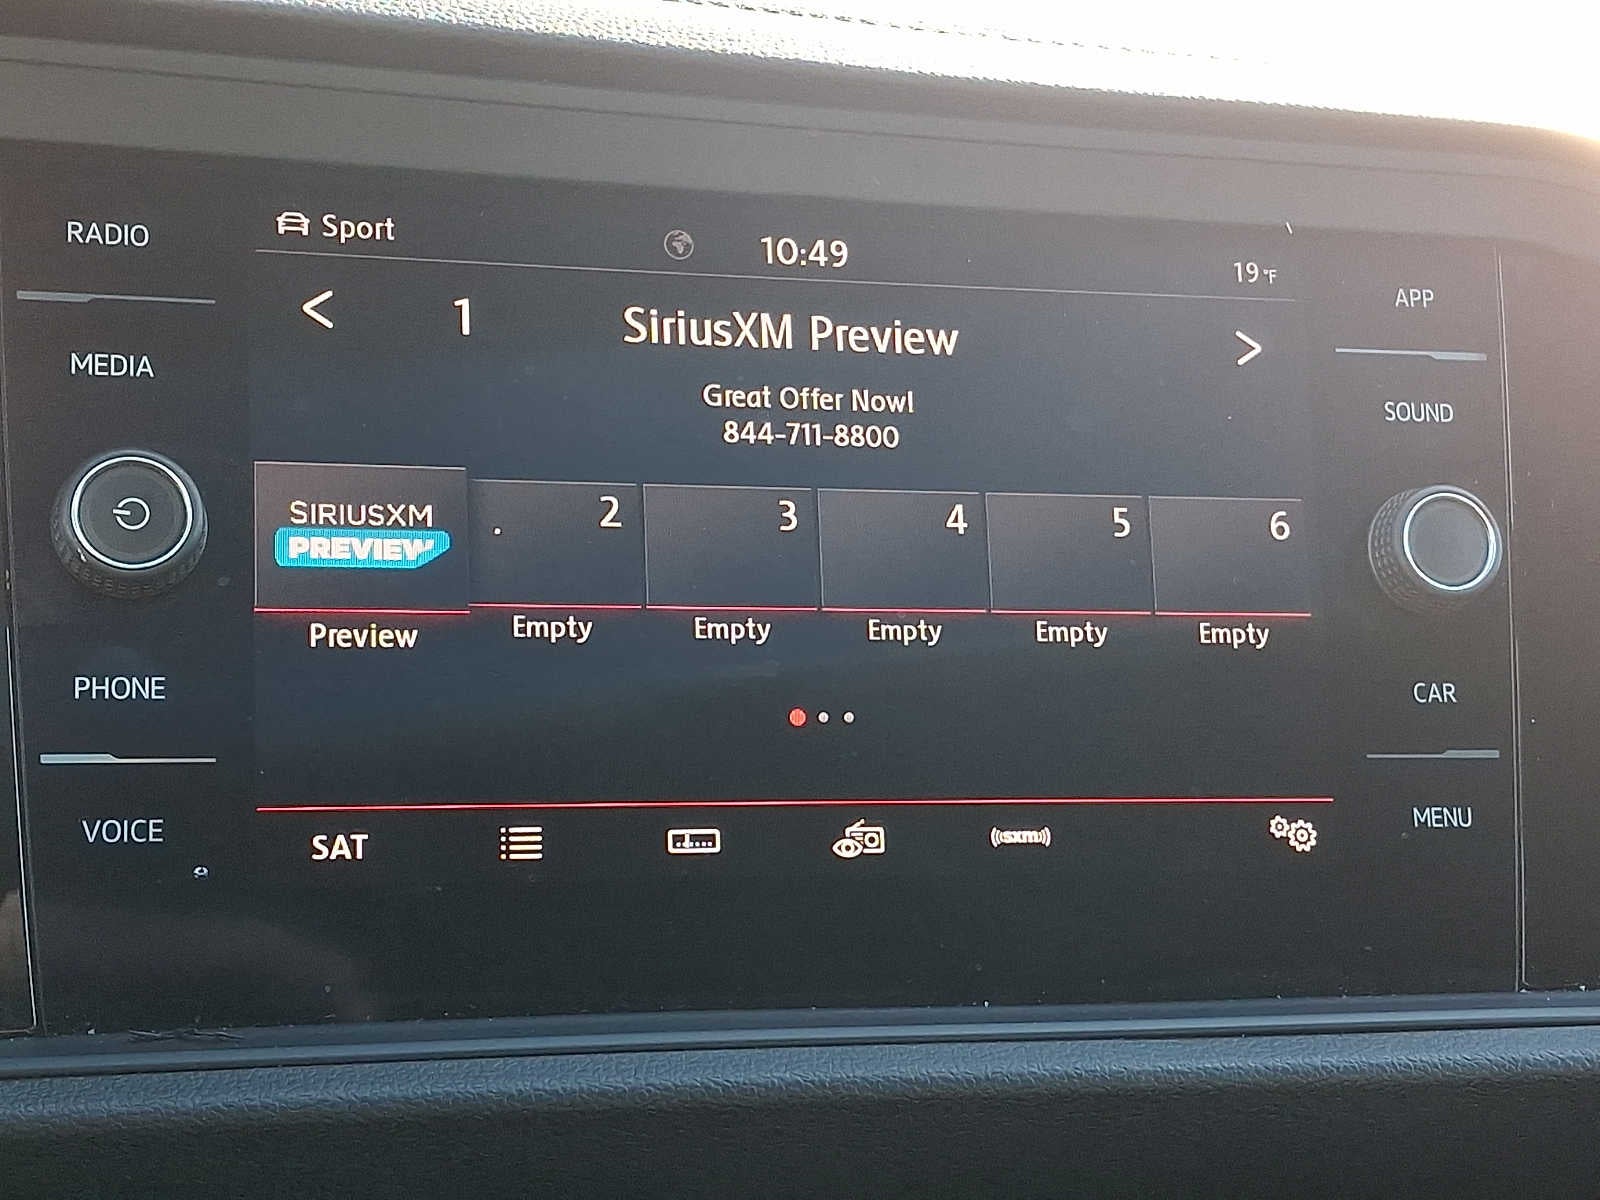 RADIO
MEDIA
PHONE
VOICE
Sport
10:49
19 °F
< 1 SiriusXM Preview >
Great Offer Now!
844-711-8800
SIRIUSXM
PREVIEW
2
3
4
5
6
Preview
Empty
Empty
Empty
Empty
Empty
SAT
((sxm))
APP
SOUND
CAR
MENU